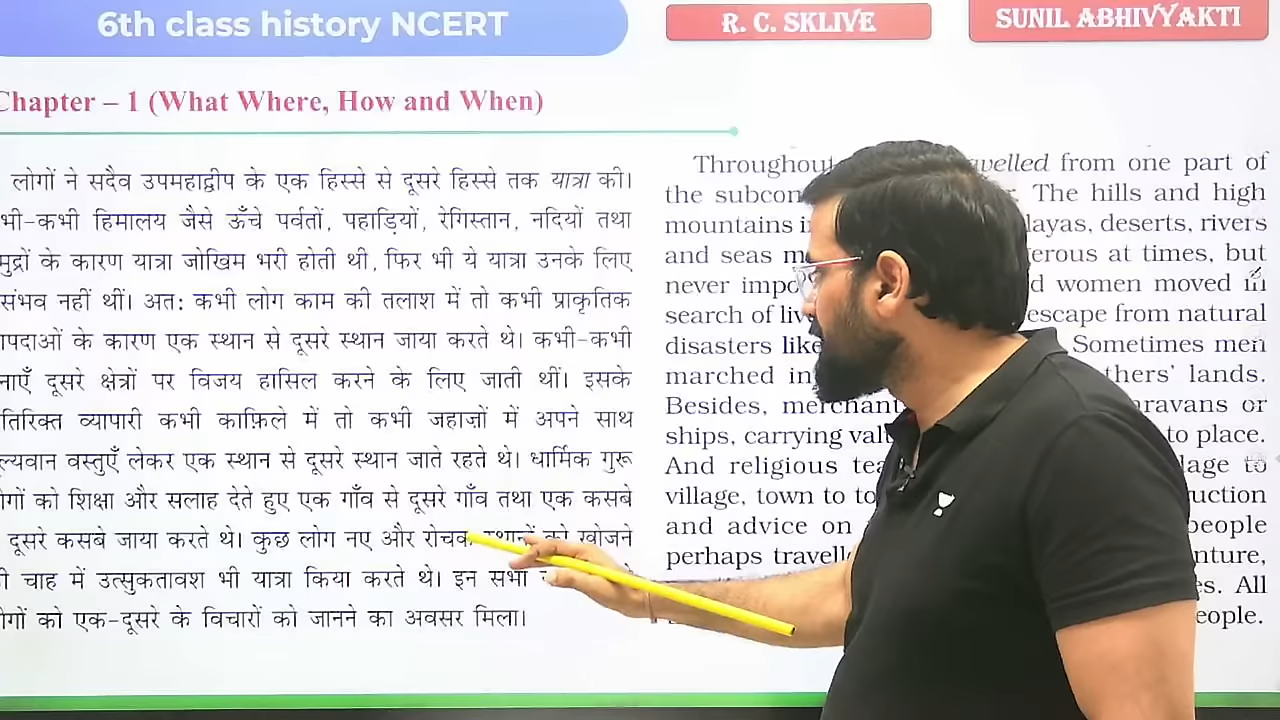 6th class history NCERT
R. C. SKLIVE
SUNIL ABHIVYAKTI
Chapter – 1 (What Where, How and When)
लोगों ने सदैव उपमहाद्वीप के एक हिस्से से दूसरे हिस्से तक यात्रा की।
भी-कभी हिमालय जैसे ऊँचे पर्वतों, पहाड़ियों, रेगिस्तान, नदियों तथा
मुद्रों के कारण यात्रा जोखिम भरी होती थी, फिर भी ये यात्रा उनके लिए
संभव नहीं थीं। अत: कभी लोग काम की तलाश में तो कभी प्राकृतिक
पदाओं के कारण एक स्थान से दूसरे स्थान जाया करते थे। कभी-कभी
नाएँ दूसरे क्षेत्रों पर विजय हासिल करने के लिए जाती थीं। इसके
तिरिक्त व्यापारी कभी काफ़िले में तो कभी जहाज़ों में अपने साथ
ल्यवान वस्तुएँ लेकर एक स्थान से दूसरे स्थान जाते रहते थे। धार्मिक गुरू
गों को शिक्षा और सलाह देते हुए एक गाँव से दूसरे गाँव तथा एक कसबे
दूसरे कसबे जाया करते थे। कुछ लोग नए और रोचक को खोजने
चाह में उत्सुकतावश भी यात्रा किया करते थे। इन सभी
गों को एक-दूसरे के विचारों को जानने का अवसर मिला।
Throughout avelled from one part of
the subcon The hills and high
mountains layas, deserts, rivers
and seas erous at times, but
never impo women moved in
search of escape from natural
disasters like Sometimes men
marched in thers' lands.
Besides, merchant aravans or
ships, carrying to place.
And religious lage to
village, town to uction
and advice on people
perhaps nture,
All
eople.